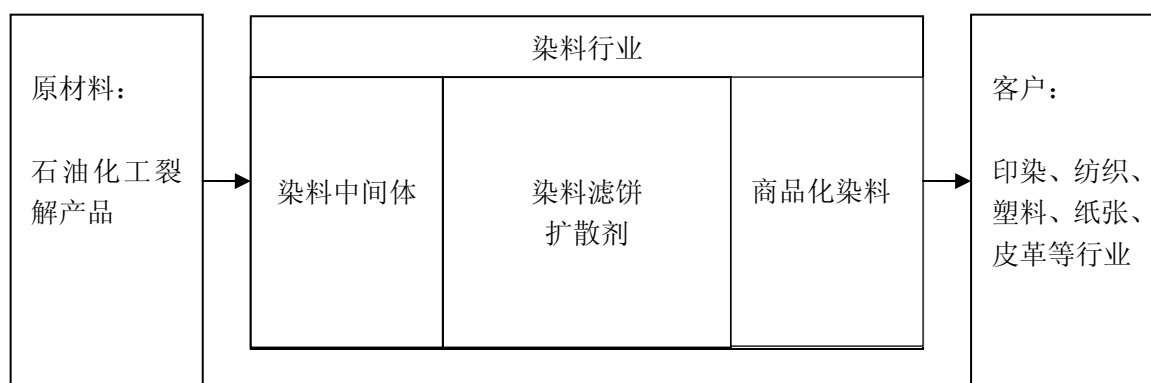 原材料：
石油化工裂
解产品
染料行业
染料中间体
染料滤饼
扩散剂
商品化染料
客户：
印染、纺织、
塑料、纸张、
皮革等行业